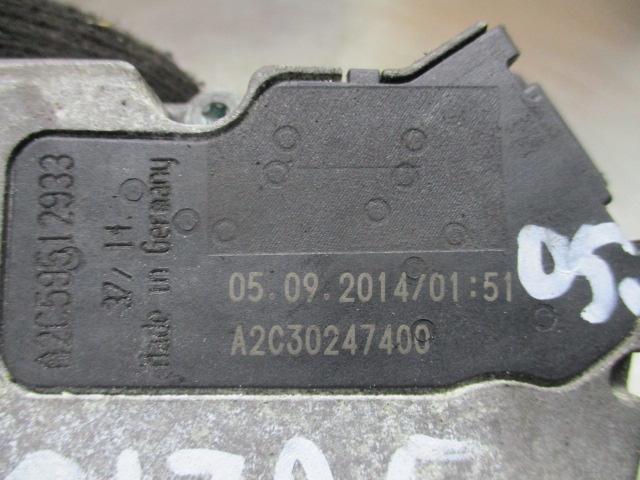 A2C59512933
37/ 14.
Made in Germany
05.09.2014/01:51
A2C30247400